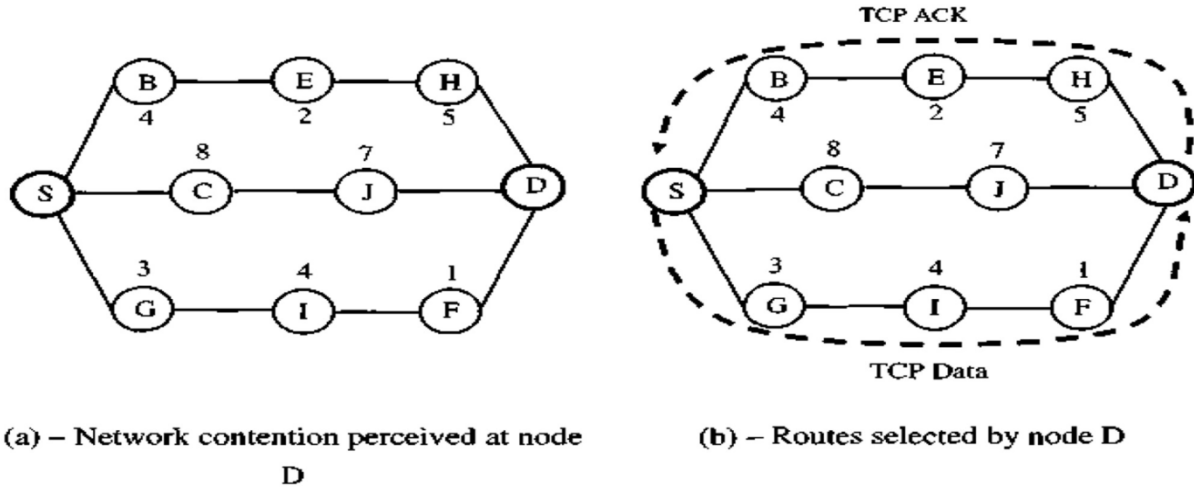 B E H
4 2 5
8 7
S C J D
3 4 1
G I F
(a) – Network contention perceived at node
D
TCP ACK
B E H
4 2 5
8 7
S C J D
3 4 1
G I F
TCP Data
(b) – Routes selected by node D